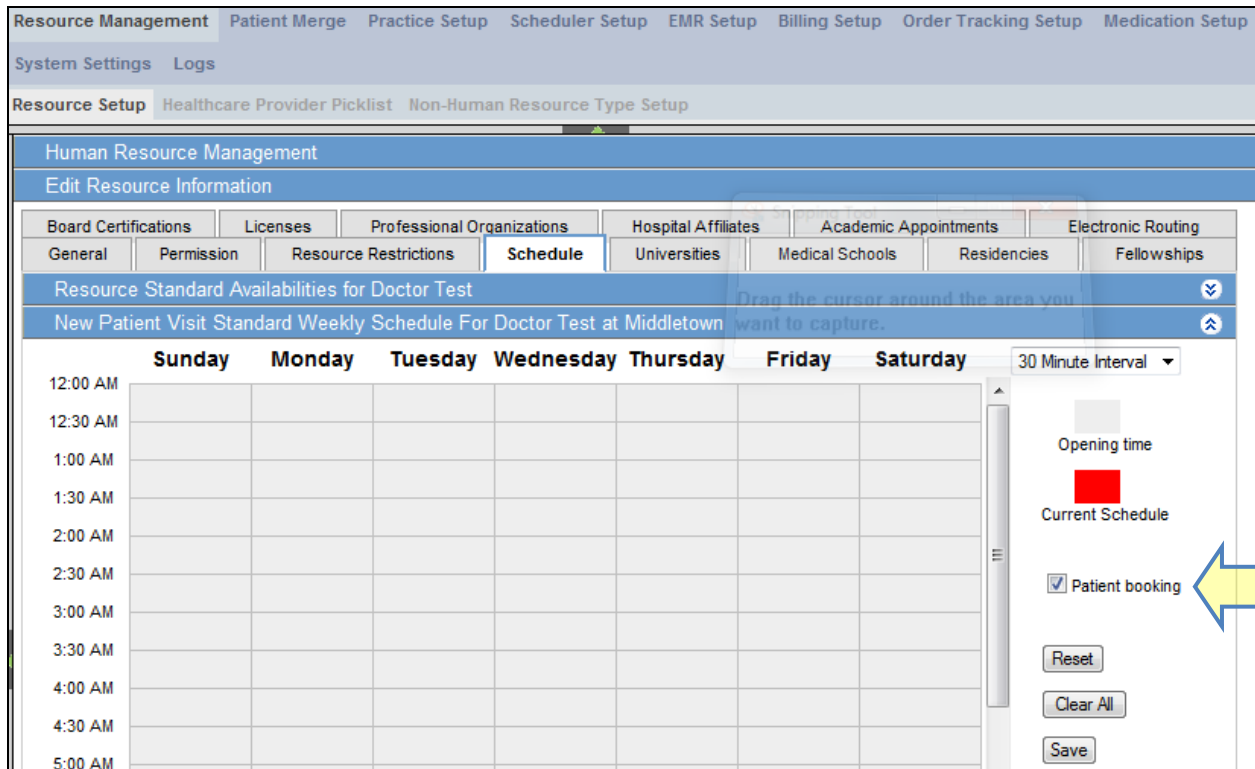 Resource Management Patient Merge Practice Setup Scheduler Setup EMR Setup Billing Setup Order Tracking Setup Medication Setup
System Settings Logs
Resource Setup Healthcare Provider Picklist Non-Human Resource Type Setup
Human Resource Management
Edit Resource Information
Board Certifications Licenses Professional Organizations Hospital Affiliates Academic Appointments Electronic Routing
Snipping Tool
General Permission Resource Restrictions Schedule Universities Medical Schools Residencies Fellowships
Resource Standard Availabilities for Doctor Test
Drag the cursor around the area you
want to capture.
New Patient Visit Standard Weekly Schedule For Doctor Test at Middletown
Sunday Monday Tuesday Wednesday Thursday Friday Saturday 30 Minute Interval
12:00 AM
12:30 AM
Opening time
1:00 AM
1:30 AM
Current Schedule
2:00 AM
2:30 AM
Patient booking
3:00 AM
3:30 AM
Reset
4:00 AM
Clear All
4:30 AM
Save
5:00 AM